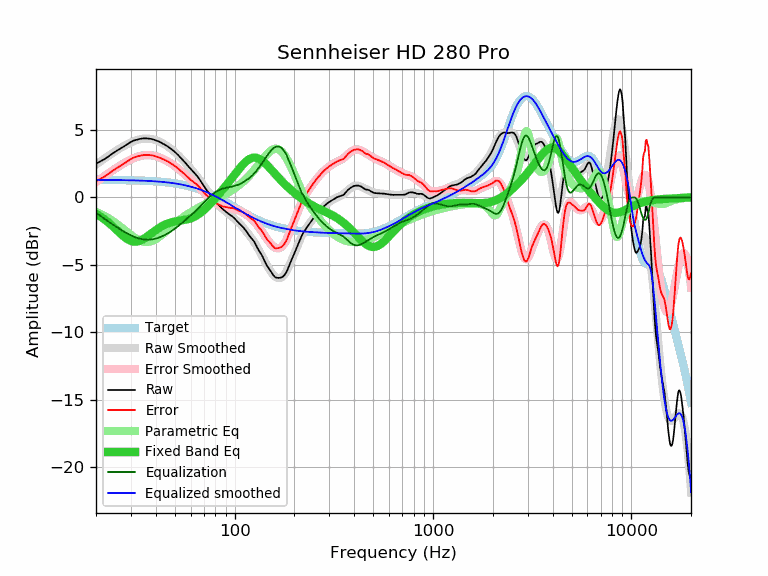 Sennheiser HD 280 Pro
Amplitude (dBr)
5
0
−5
−10
−15
−20
Target
Raw Smoothed
Error Smoothed
Raw
Error
Parametric Eq
Fixed Band Eq
Equalization
Equalized smoothed
100 1000 10000
Frequency (Hz)